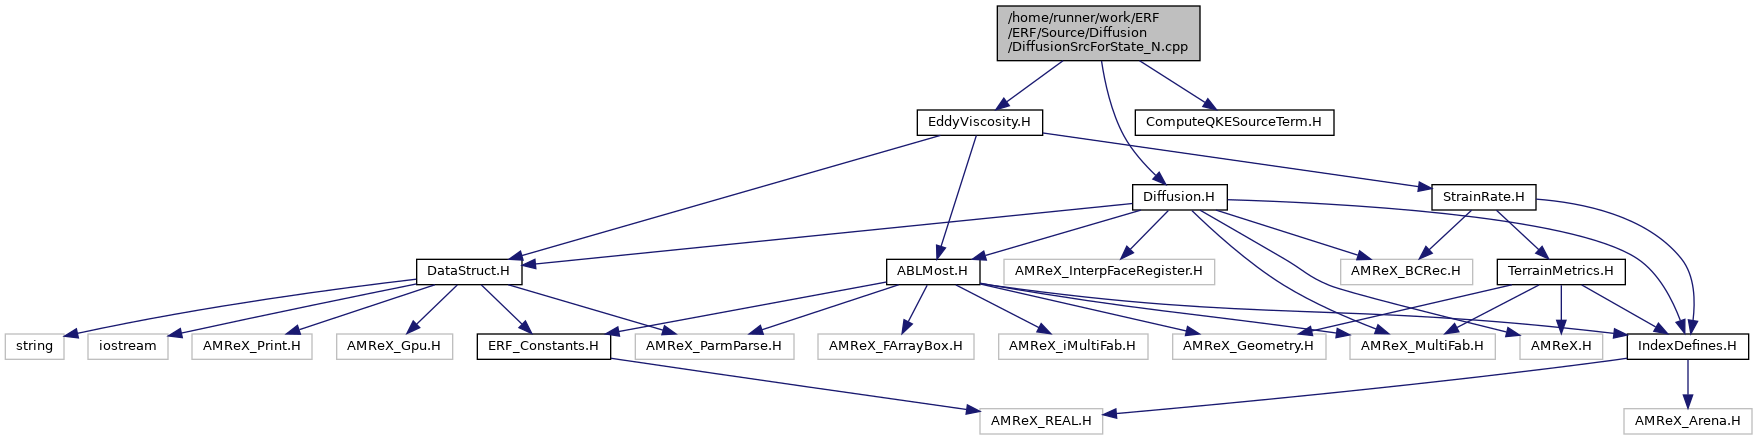 /home/runner/work/ERF
/ERF/Source/Diffusion
/DiffusionSrcForState_N.cpp
EddyViscosity.H
ComputeQKESourceTerm.H
Diffusion.H
StrainRate.H
DataStruct.H
ABLMost.H
AMReX_InterpFaceRegister.H
AMReX_BCRec.H
TerrainMetrics.H
string
iostream
AMReX_Print.H
AMReX_Gpu.H
ERF_Constants.H
AMReX_ParmParse.H
AMReX_FArrayBox.H
AMReX_iMultiFab.H
AMReX_Geometry.H
AMReX_MultiFab.H
AMReX.H
IndexDefines.H
AMReX_REAL.H
AMReX_Arena.H